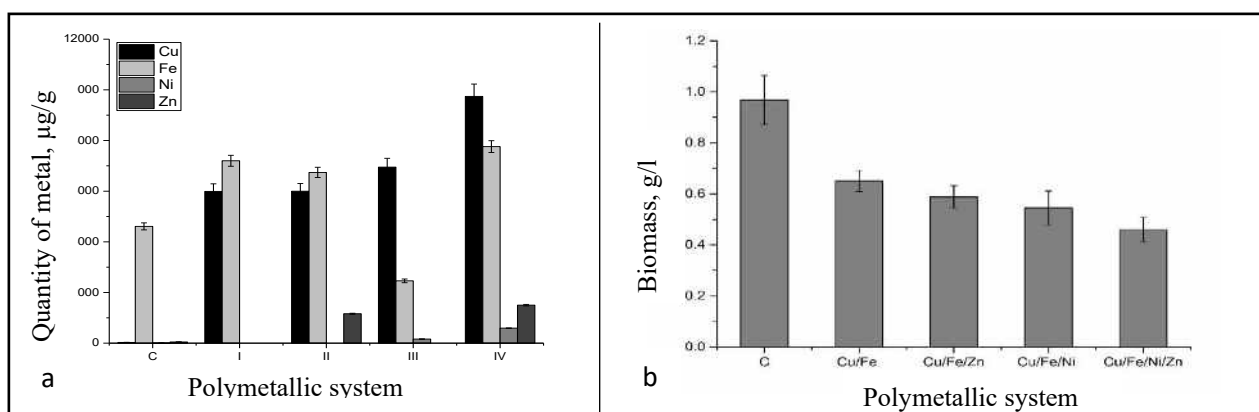 12000
000
000
000
000
000
0
Cu
Fe
Ni
Zn
C I II III IV
Quantity of metal, µg/g
Polymetallic system
a
1.2
1.0
0.8
0.6
0.4
0.2
0.0
C Cu/Fe Cu/Fe/Zn Cu/Fe/Ni Cu/Fe/Ni/Zn
Biomass, g/l
Polymetallic system
b